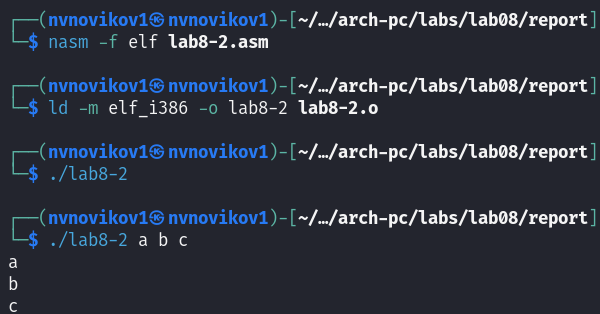 ┌──(nvnovikov1㉿nvnovikov1)-[~/…/arch-pc/labs/lab08/report]
└─$ nasm -f elf lab8-2.asm
┌──(nvnovikov1㉿nvnovikov1)-[~/…/arch-pc/labs/lab08/report]
└─$ ld -m elf_i386 -o lab8-2 lab8-2.o
┌──(nvnovikov1㉿nvnovikov1)-[~/…/arch-pc/labs/lab08/report]
└─$ ./lab8-2
┌──(nvnovikov1㉿nvnovikov1)-[~/…/arch-pc/labs/lab08/report]
└─$ ./lab8-2 a b c
a
b
c